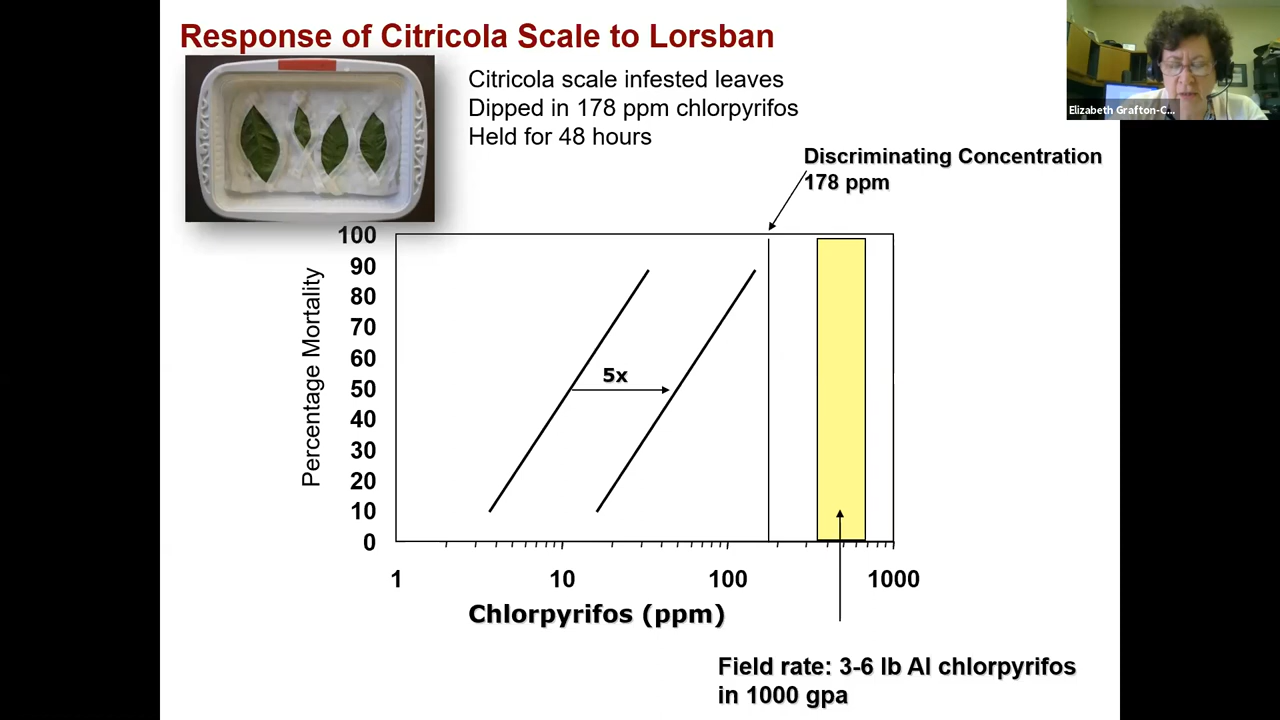 Response of Citricola Scale to Lorsban
Citricola scale infested leaves
Dipped in 178 ppm chlorpyrifos
Held for 48 hours
Elizabeth Grafton-C...
Discriminating Concentration
178 ppm
Percentage Mortality
100
90
80
70
60
50
40
30
20
10
0
5x
1 10 100 1000
Chlorpyrifos (ppm)
Field rate: 3-6 lb AI chlorpyrifos
in 1000 gpa